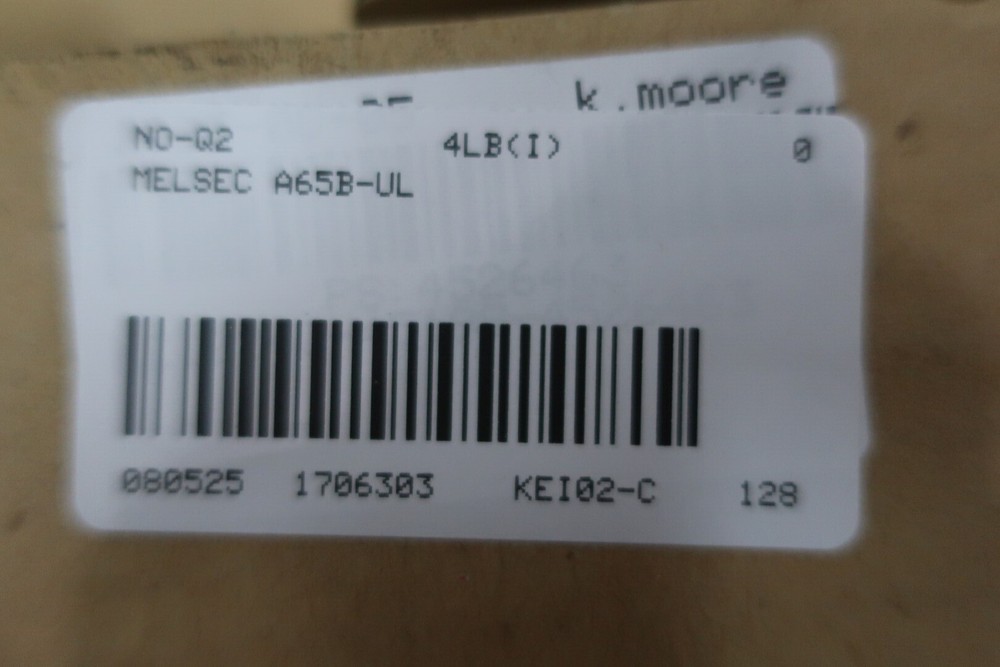 k.moore
NO-Q2 4LB(I) 0
MELSEC A65B-UL
080525 1706303 KEI02-C 128